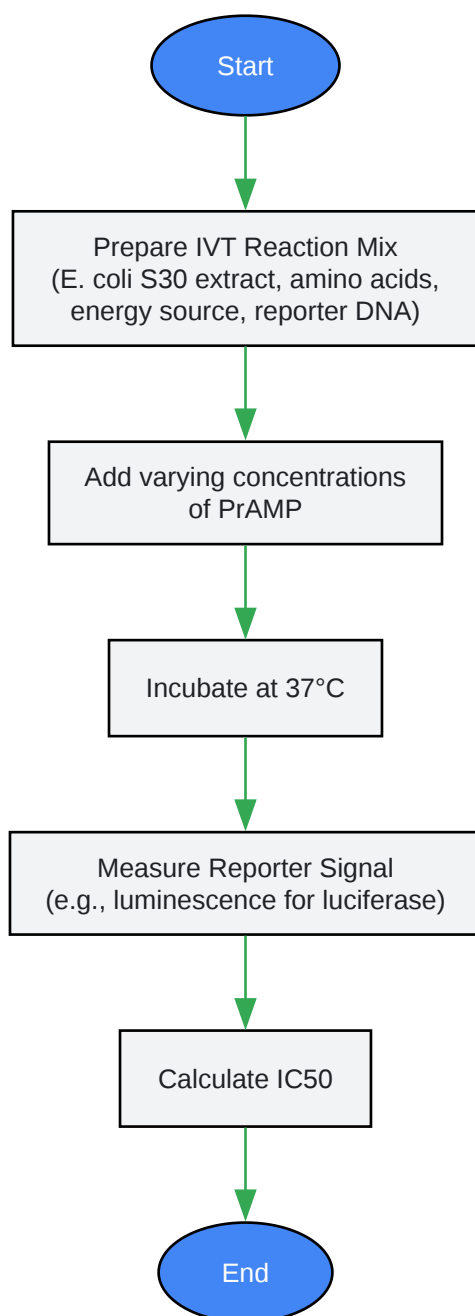 Start
Prepare IVT Reaction Mix
(E. coli S30 extract, amino acids,
energy source, reporter DNA)
Add varying concentrations
of PrAMP
Incubate at 37°C
Measure Reporter Signal
(e.g., luminescence for luciferase)
Calculate IC50
End